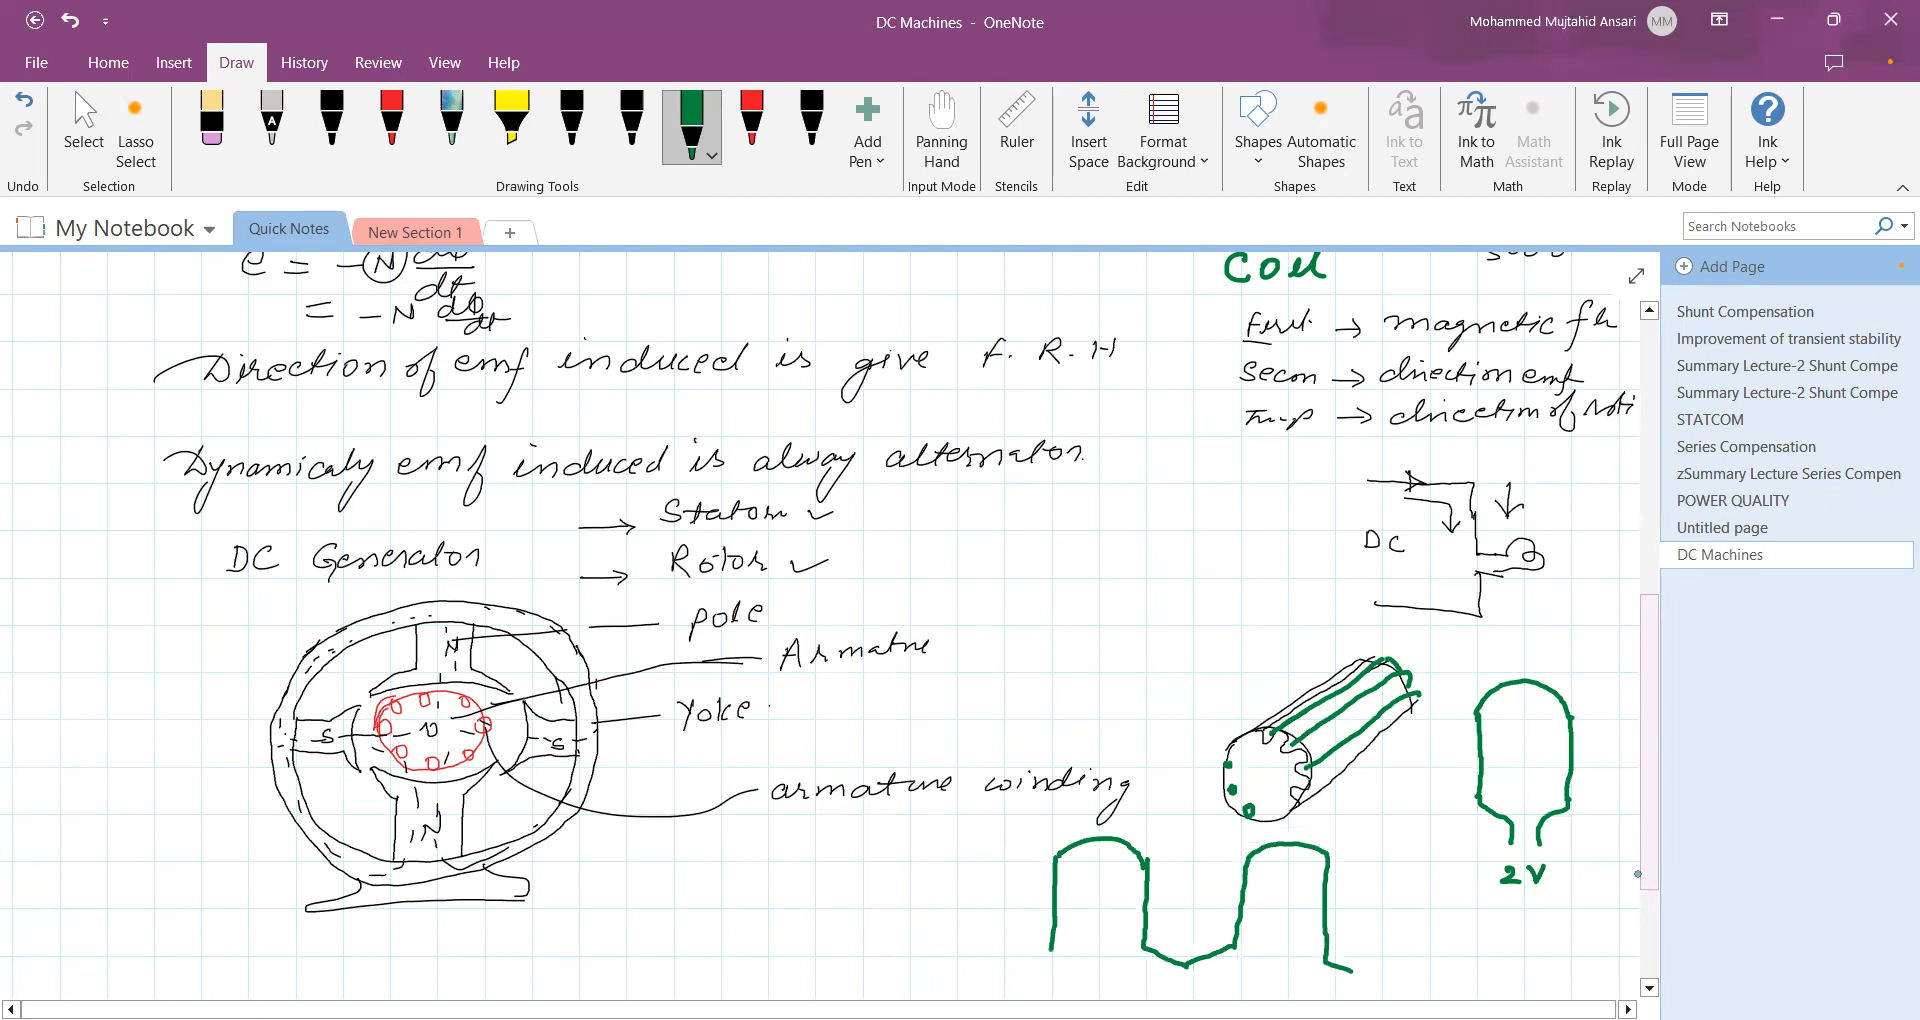 DC Machines - OneNote
Mohammed Mujtahid Ansari
MM
File Home Insert Draw History Review View Help
Select
Lasso Select
Add Pen
Panning Hand
Ruler
Insert Space
Format Background
Shapes
Automatic Shapes
Ink to Text
Ink to Math
Math Assistant
Ink Replay
Full Page View
Ink Help
Undo Selection Drawing Tools Input Mode Stencils Edit Shapes Text Math Replay Mode Help
My Notebook Quick Notes New Section 1 +
Search Notebooks
Add Page
Shunt Compensation
Improvement of transient stability
Summary Lecture-2 Shunt Compe
Summary Lecture-2 Shunt Compe
STATCOM
Series Compensation
zSummary Lecture Series Compen
POWER QUALITY
Untitled page
DC Machines
e = -N dφ/dt
= -N dφ/dt
Direction of emf induced is give F. R. H
Dynamicaly emf induced is alway alternator.
DC Generator
→ Stator ✓
→ Rotor ✓
pole
Armatue
Yoke
armature winding
N
S
S
N
Coil
First → magnetic
Secon → direction emf
→ direction of
DC
2V